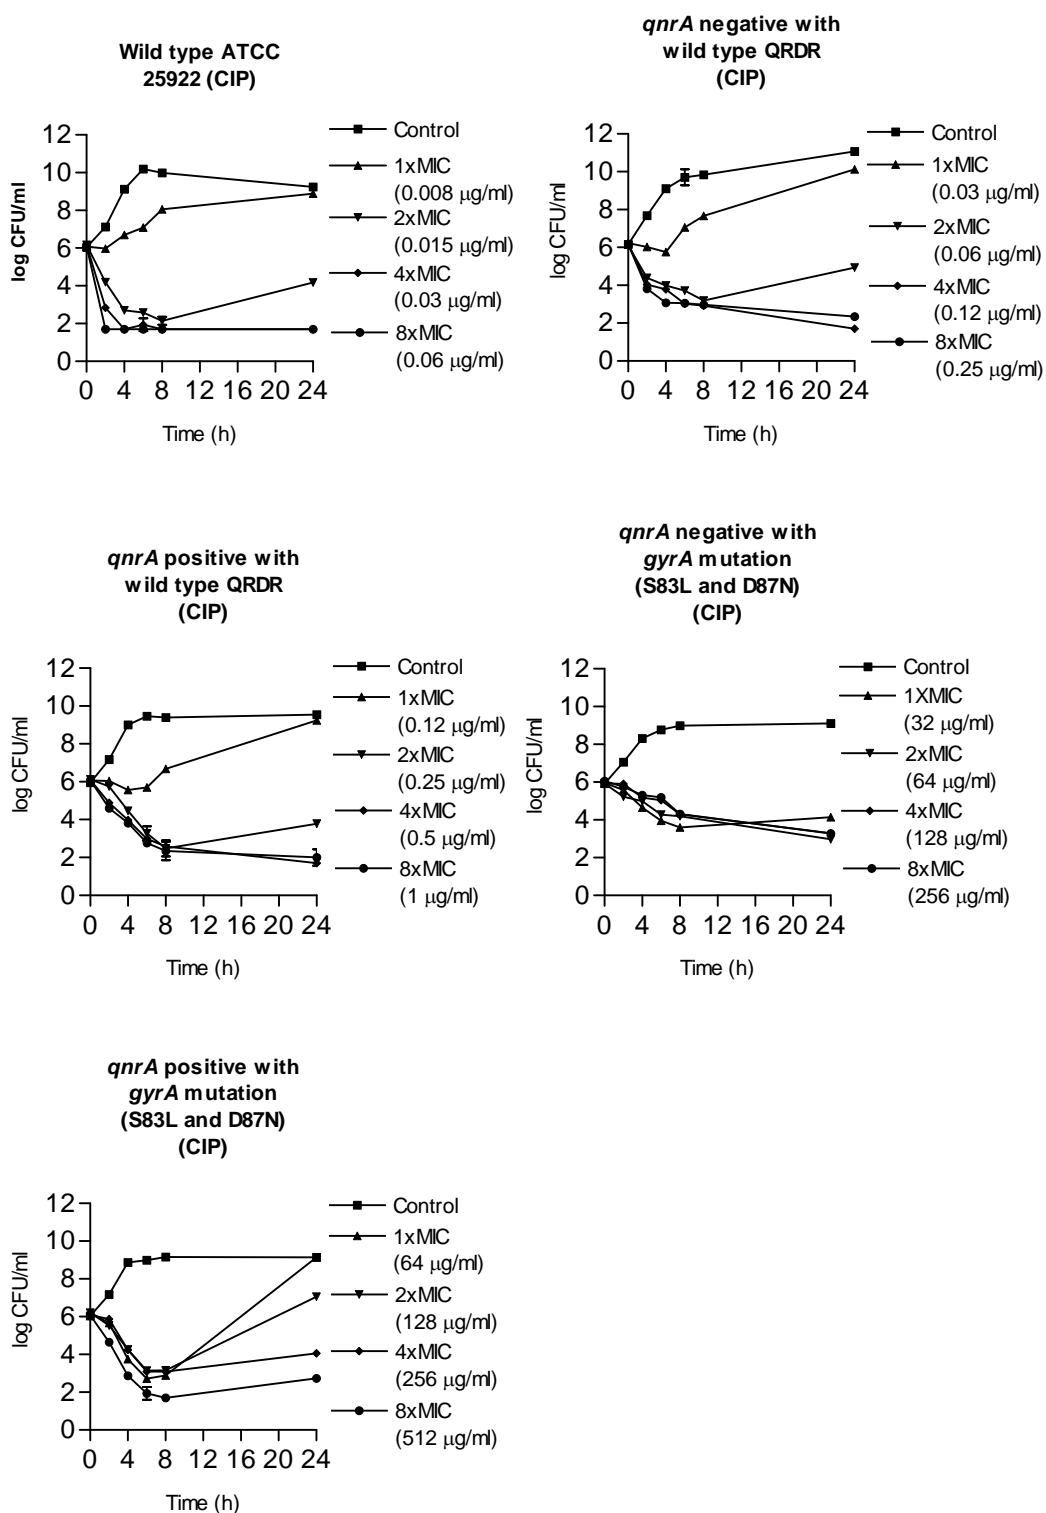 Wild type ATCC
25922 (CIP)
12
10
8
6
4
2
0
log CFU/ml
0 4 8 12 16 20 24
Time (h)
Control
1xMIC
(0.008 µg/ml)
2xMIC
(0.015 µg/ml)
4xMIC
(0.03 µg/ml)
8xMIC
(0.06 µg/ml)
qnrA negative with
wild type QRDR
(CIP)
12
10
8
6
4
2
0
log CFU/ml
0 4 8 12 16 20 24
Time (h)
Control
1xMIC
(0.03 µg/ml)
2xMIC
(0.06 µg/ml)
4xMIC
(0.12 µg/ml)
8xMIC
(0.25 µg/ml)
qnrA positive with
wild type QRDR
(CIP)
12
10
8
6
4
2
0
log CFU/ml
0 4 8 12 16 20 24
Time (h)
Control
1xMIC
(0.12 µg/ml)
2xMIC
(0.25 µg/ml)
4xMIC
(0.5 µg/ml)
8xMIC
(1 µg/ml)
qnrA negative with
gyrA mutation
(S83L and D87N)
(CIP)
12
10
8
6
4
2
0
log CFU/ml
0 4 8 12 16 20 24
Time (h)
Control
1XMIC
(32 µg/ml)
2xMIC
(64 µg/ml)
4xMIC
(128 µg/ml)
8xMIC
(256 µg/ml)
qnrA positive with
gyrA mutation
(S83L and D87N)
(CIP)
12
10
8
6
4
2
0
log CFU/ml
0 4 8 12 16 20 24
Time (h)
Control
1xMIC
(64 µg/ml)
2xMIC
(128 µg/ml)
4xMIC
(256 µg/ml)
8xMIC
(512 µg/ml)